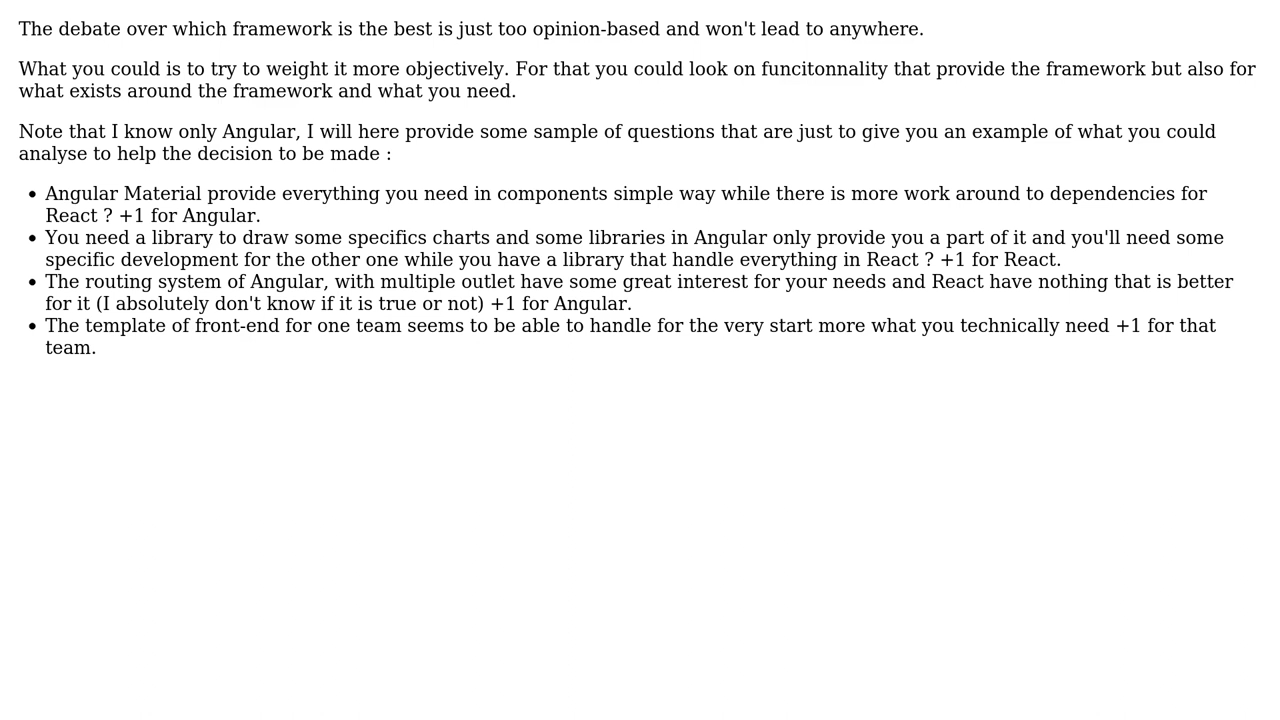 The debate over which framework is the best is just too opinion-based and won't lead to anywhere.
What you could is to try to weight it more objectively. For that you could look on funcitonnality that provide the framework but also for
what exists around the framework and what you need.
Note that I know only Angular, I will here provide some sample of questions that are just to give you an example of what you could
analyse to help the decision to be made :
• Angular Material provide everything you need in components simple way while there is more work around to dependencies for
React ? +1 for Angular.
• You need a library to draw some specifics charts and some libraries in Angular only provide you a part of it and you'll need some
specific development for the other one while you have a library that handle everything in React ? +1 for React.
• The routing system of Angular, with multiple outlet have some great interest for your needs and React have nothing that is better
for it (I absolutely don't know if it is true or not) +1 for Angular.
• The template of front-end for one team seems to be able to handle for the very start more what you technically need +1 for that
team.